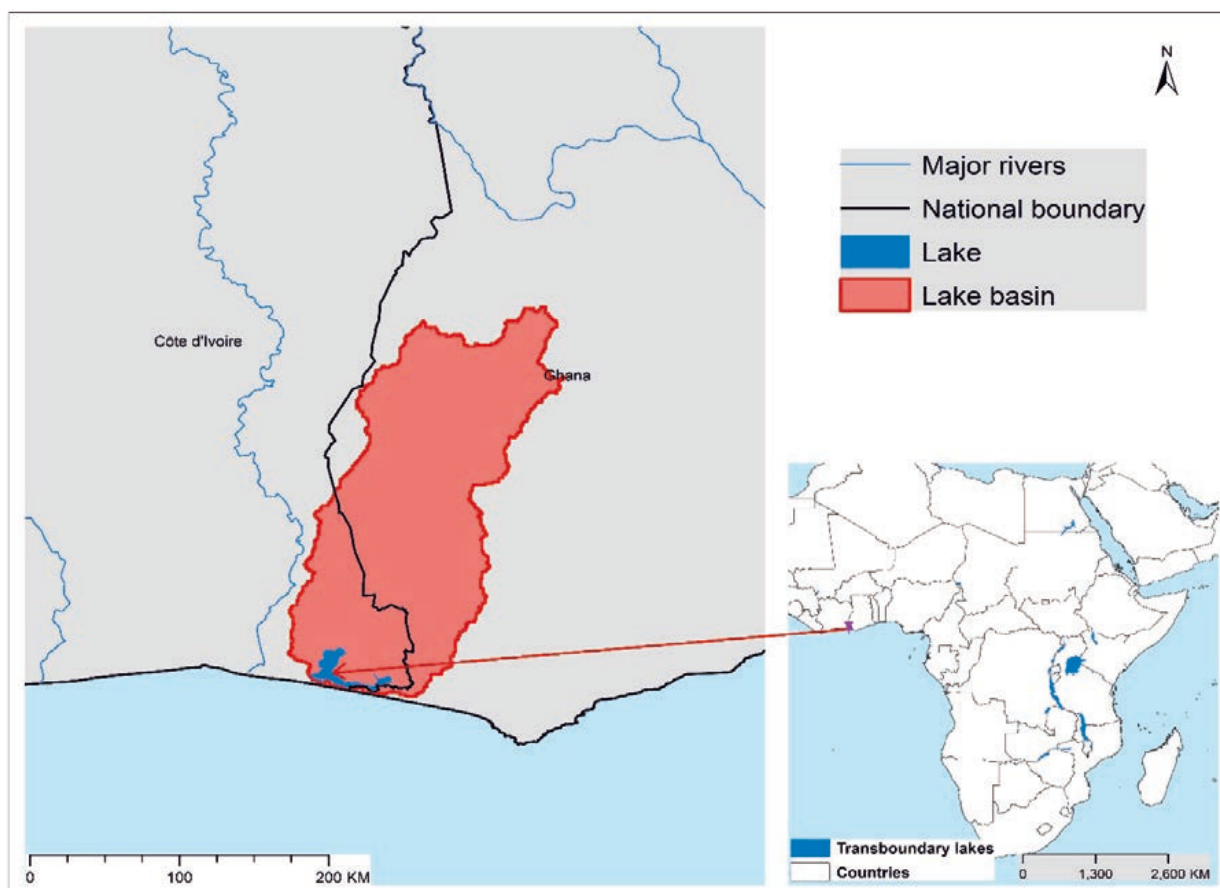 N
Major rivers
National boundary
Lake
Lake basin
Côte d'Ivoire
Ghana
0 100 200 KM
Transboundary lakes
Countries
0 1,300 2,600 KM